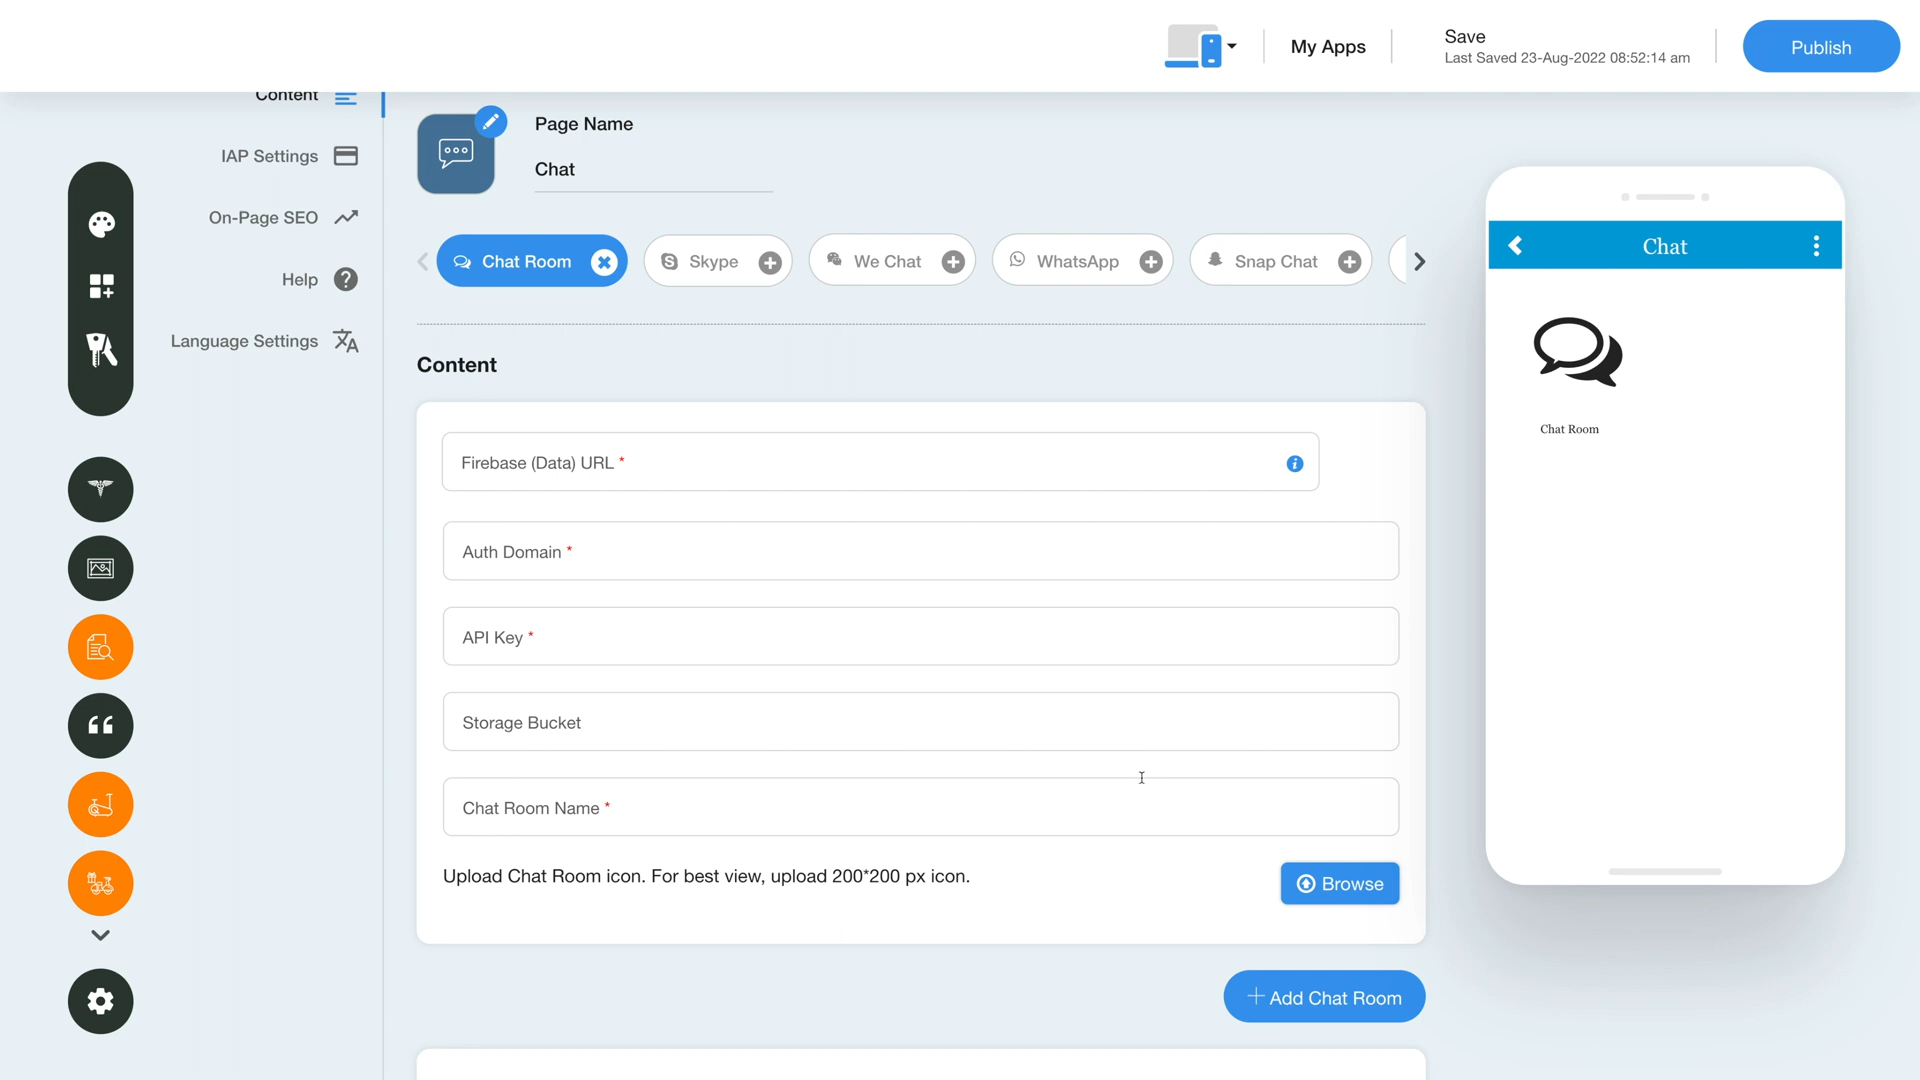 My Apps
Save
Last Saved 23-Aug-2022 08:52:14 am
Publish
Content
IAP Settings
On-Page SEO
Help
Language Settings
Page Name
Chat
Chat Room
Skype
We Chat
WhatsApp
Snap Chat
Content
Firebase (Data) URL *
Auth Domain *
API Key *
Storage Bucket
Chat Room Name *
Upload Chat Room icon. For best view, upload 200*200 px icon.
Browse
+ Add Chat Room
Chat
Chat Room